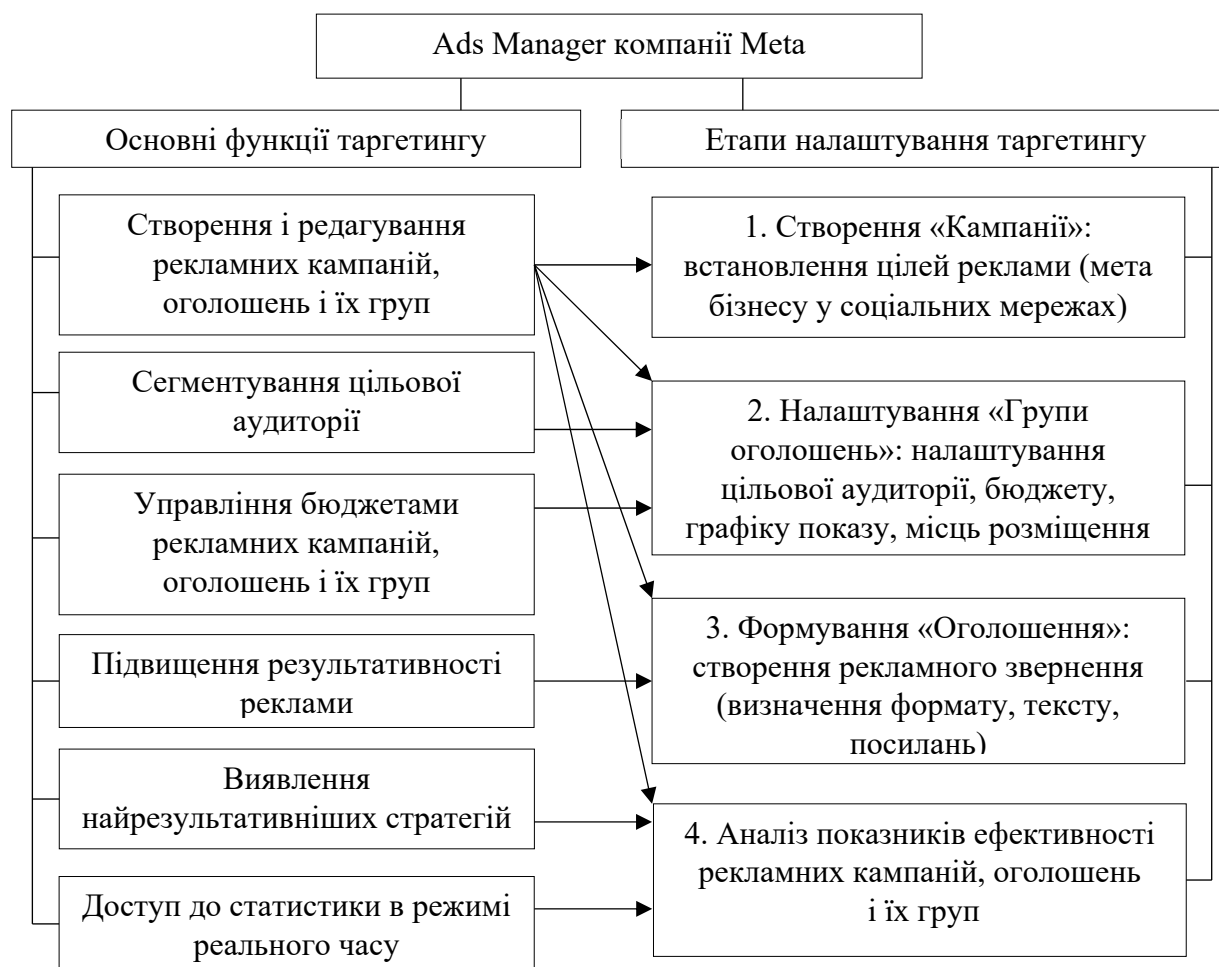 Ads Manager компанії Meta
Основні функції таргетингу
Етапи налаштування таргетингу
Створення і редагування
рекламних кампаній,
оголошень і їх груп
Сегментування цільової
аудиторії
Управління бюджетами
рекламних кампаній,
оголошень і їх груп
Підвищення результативності
реклами
Виявлення
найрезультативніших стратегій
Доступ до статистики в режимі
реального часу
1. Створення «Кампанії»:
встановлення цілей реклами (мета
бізнесу у соціальних мережах)
2. Налаштування «Групи
оголошень»: налаштування
цільової аудиторії, бюджету,
графіку показу, місць розміщення
3. Формування «Оголошення»:
створення рекламного звернення
(визначення формату, тексту,
посилань)
4. Аналіз показників ефективності
рекламних кампаній, оголошень
і їх груп